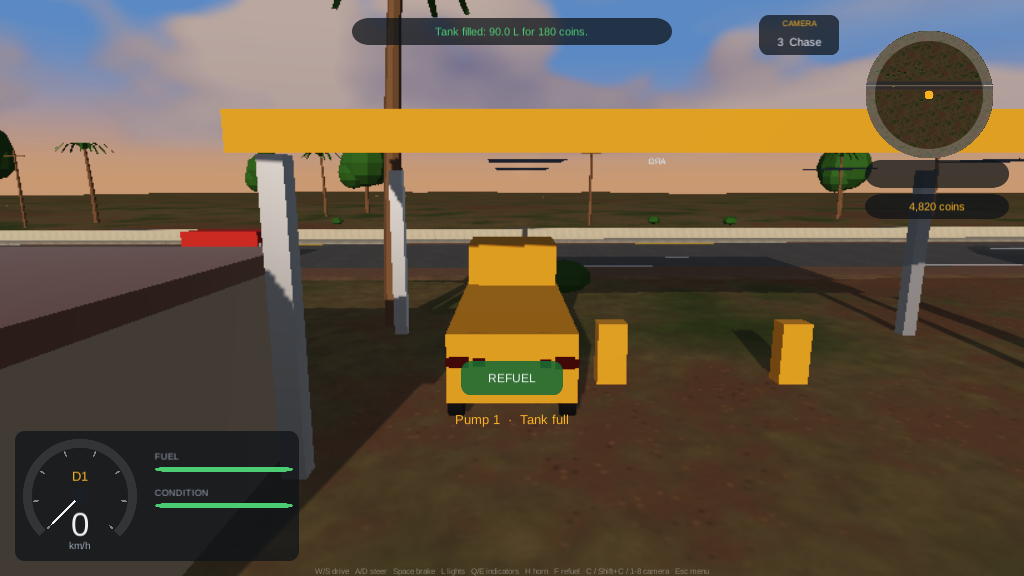 Tank filled: 90.0 L for 180 coins.
CAMERA
3 Chase
4,820 coins
REFUEL
Pump 1 · Tank full
D1
0
km/h
FUEL
CONDITION
W/S drive A/D steer Space brake L lights Q/E indicators H horn F refuel C / Shift+C / 1-8 camera Esc menu